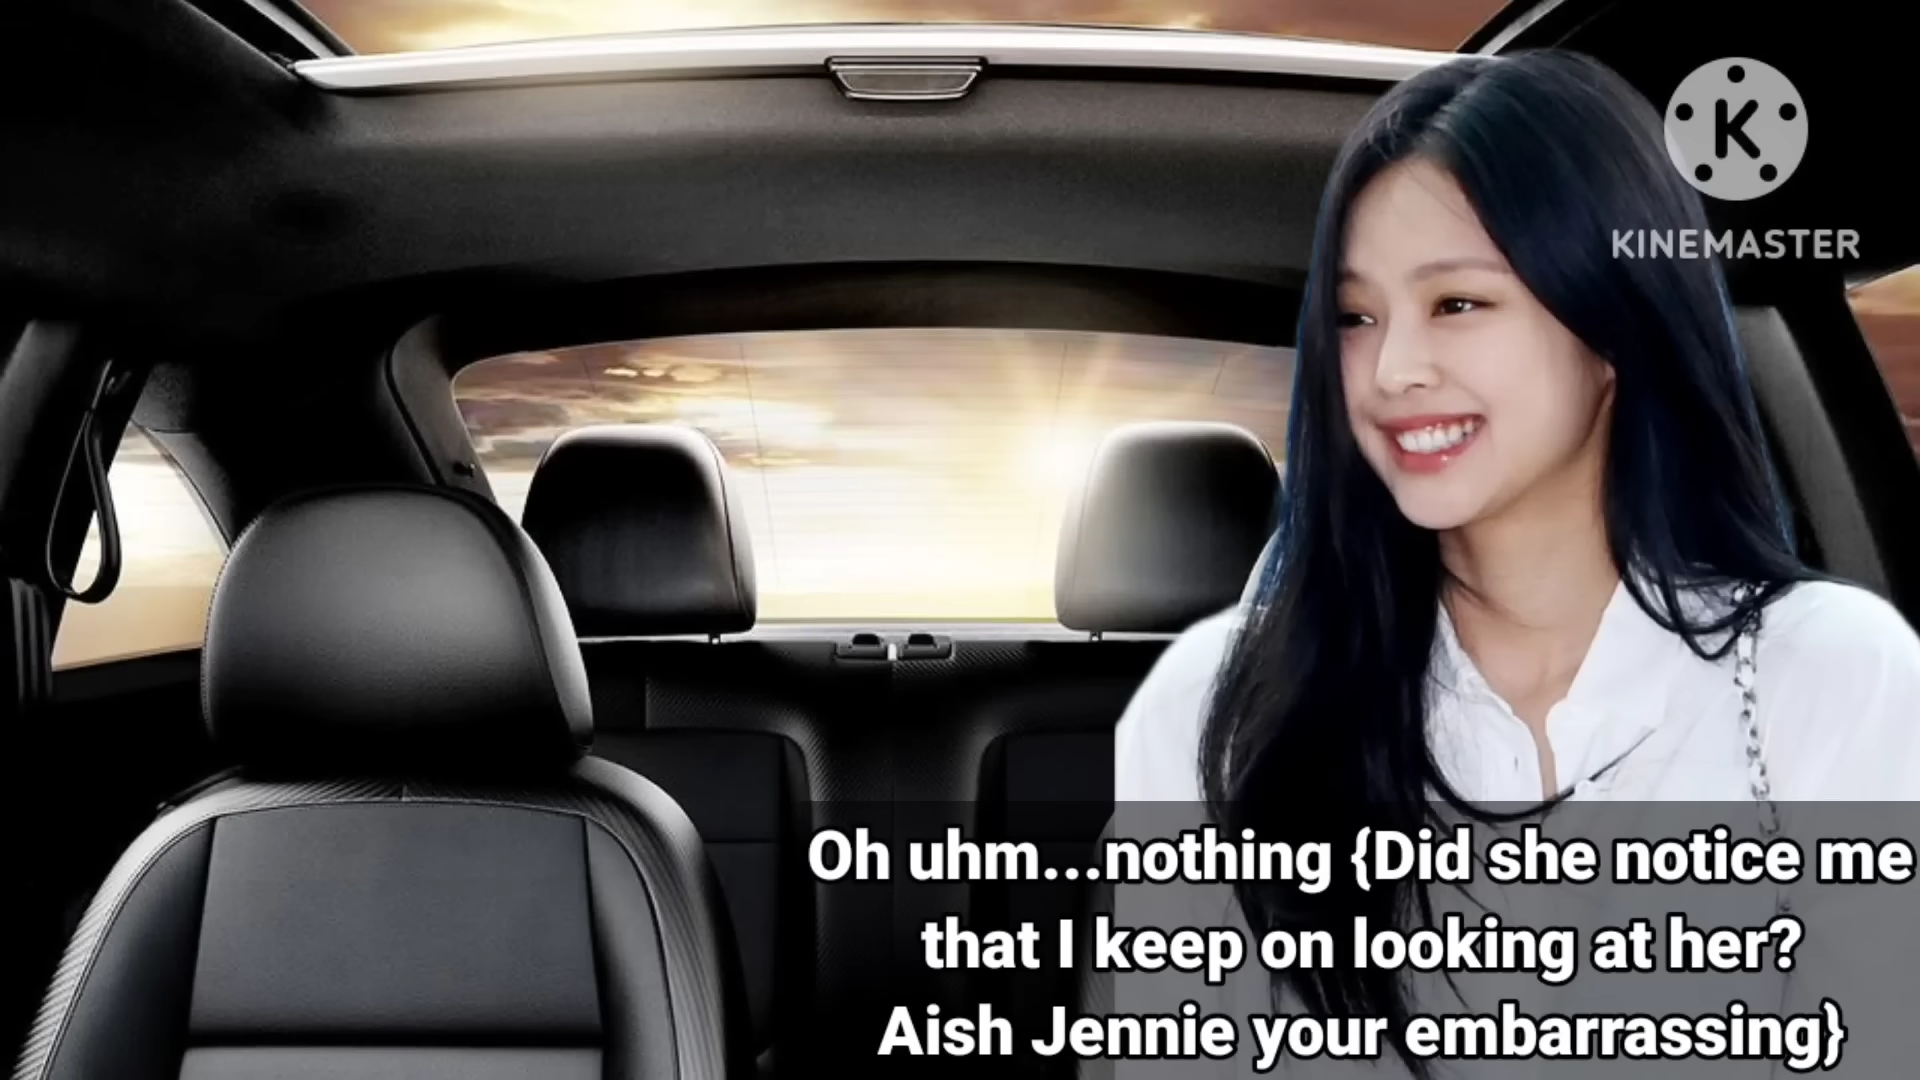 K
KINEMASTER
Oh uhm...nothing {Did she notice me
that I keep on looking at her?
Aish Jennie your embarrassing}